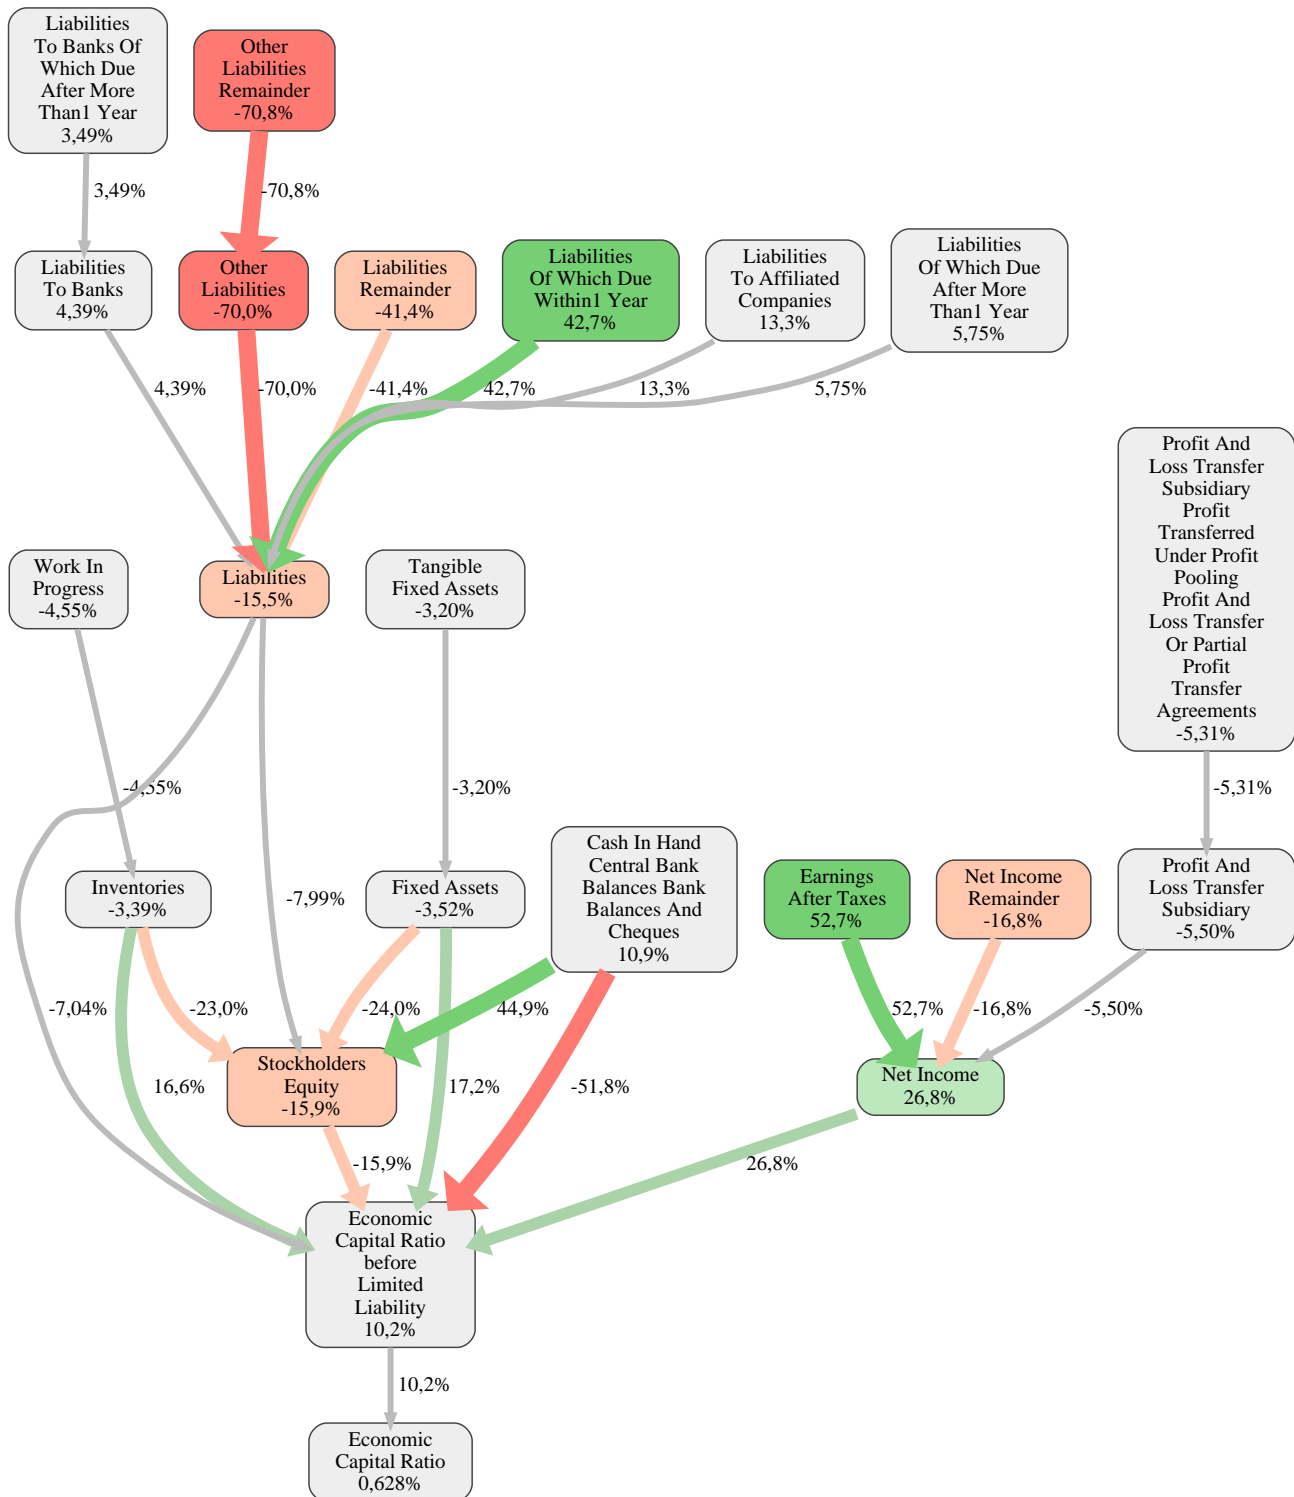 Liabilities
To Banks Of
Which Due
After More
Than1 Year
3,49%
Other
Liabilities
Remainder
-70,8%
3,49%
-70,8%
Liabilities
To Banks
4,39%
Other
Liabilities
-70,0%
Liabilities
Remainder
-41,4%
Liabilities
Of Which Due
Within1 Year
42,7%
Liabilities
To Affiliated
Companies
13,3%
Liabilities
Of Which Due
After More
Than1 Year
5,75%
4,39%
-70,0%
-41,4%
42,7%
13,3%
5,75%
Profit And
Loss Transfer
Subsidiary
Profit
Transferred
Under Profit
Pooling
Profit And
Loss Transfer
Or Partial
Profit
Transfer
Agreements
-5,31%
Work In
Progress
-4,55%
Liabilities
-15,5%
Tangible
Fixed Assets
-3,20%
-4,55%
-3,20%
-5,31%
Inventories
-3,39%
-7,99%
Fixed Assets
-3,52%
Cash In Hand
Central Bank
Balances Bank
Balances And
Cheques
10,9%
Earnings
After Taxes
52,7%
Net Income
Remainder
-16,8%
Profit And
Loss Transfer
Subsidiary
-5,50%
-7,04%
-23,0%
-24,0%
44,9%
52,7%
-16,8%
-5,50%
Stockholders
Equity
-15,9%
16,6%
17,2%
-51,8%
Net Income
26,8%
-15,9%
26,8%
Economic
Capital Ratio
before
Limited
Liability
10,2%
10,2%
Economic
Capital Ratio
0,628%